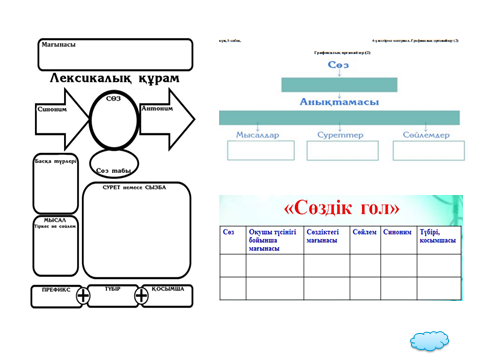 Мағынасы
Лексикалық құрам
СӨЗ
Синоним
Антоним
Сөз табы
Басқа түрлері
СУРЕТ немесе СЫЗБА
МЫСАЛ
Тіркес не сөйлем
ПРЕФИКС
ТҮБІР
ҚОСЫМША
Графикалық органайзер (2)
Сөз
Анықтамасы
Мысалдар Суреттер Сөйлемдер
«Сөздік гол»
Сөз
Оқушы түсінігі
бойынша
мағынасы
Сөздіктегі
мағынасы
Сөйлем
Синоним
Түбірі,
қосымшасы